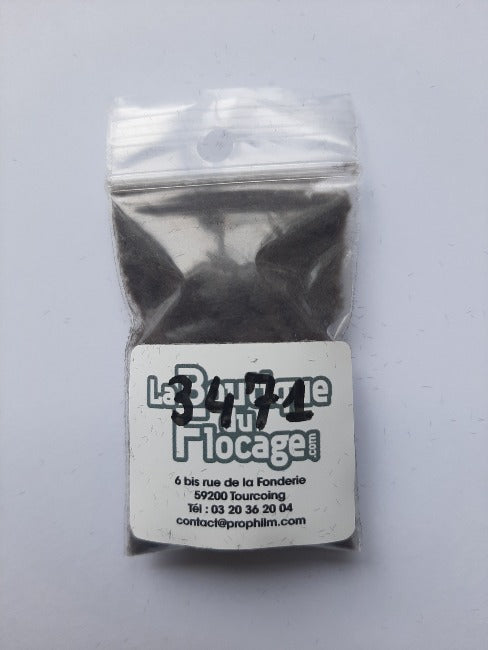 La Boutique
3471
du
Flocage.com
6 bis rue de la Fonderie
59200 Tourcoing
Tél : 03 20 36 20 04
contact@prophilm.com